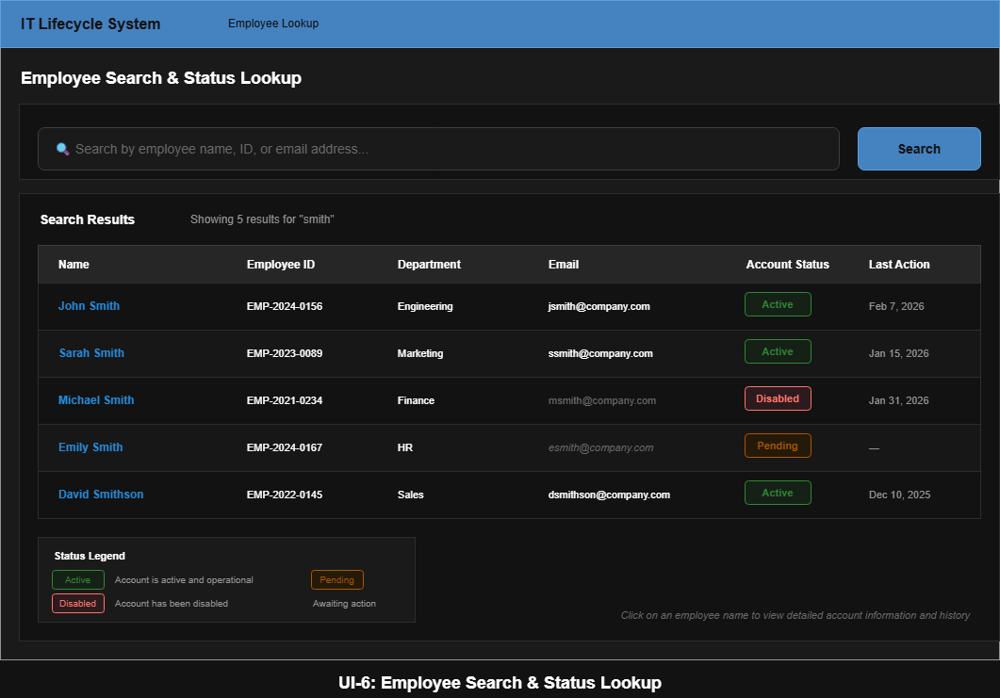 IT Lifecycle System Employee Lookup
Employee Search & Status Lookup
Search by employee name, ID, or email address... Search
Search Results Showing 5 results for "smith"
Name Employee ID Department Email Account Status Last Action
John Smith EMP-2024-0156 Engineering jsmith@company.com Active Feb 7, 2026
Sarah Smith EMP-2023-0089 Marketing ssmith@company.com Active Jan 15, 2026
Michael Smith EMP-2021-0234 Finance msmith@company.com Disabled Jan 31, 2026
Emily Smith EMP-2024-0167 HR esmith@company.com Pending —
David Smithson EMP-2022-0145 Sales dsmithson@company.com Active Dec 10, 2025
Status Legend
Active Account is active and operational Pending
Disabled Account has been disabled Awaiting action
Click on an employee name to view detailed account information and history
UI-6: Employee Search & Status Lookup